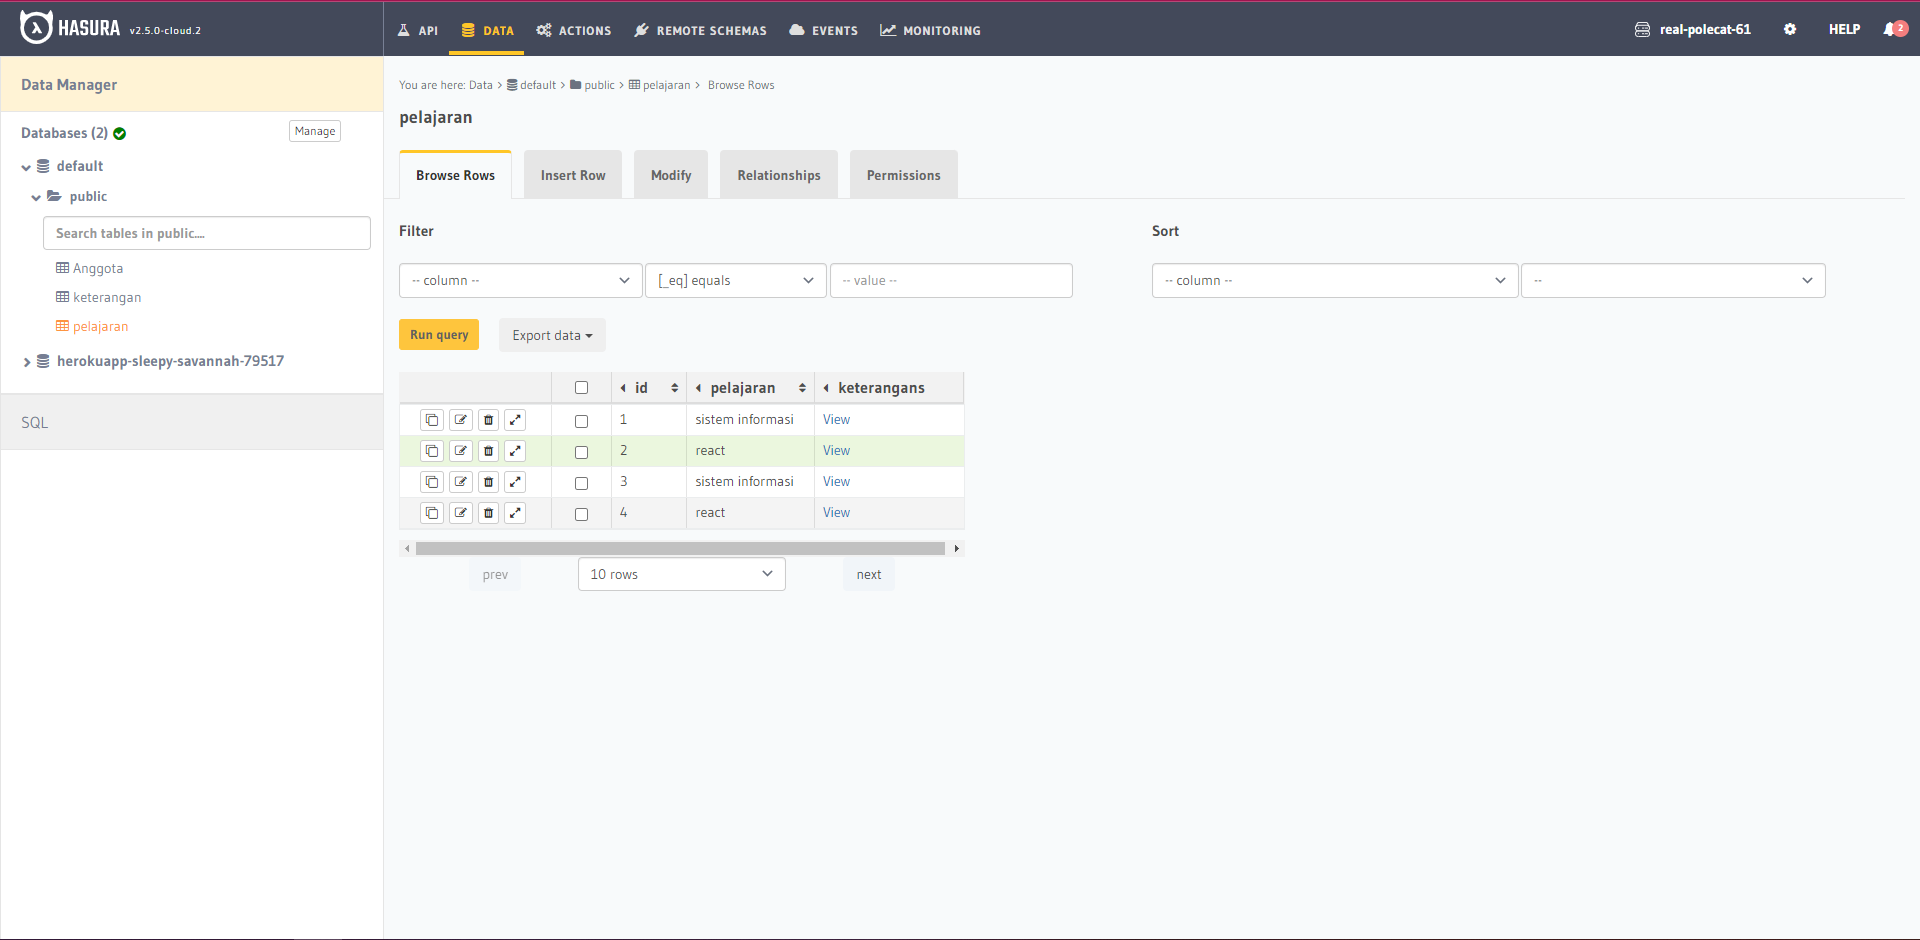 HASURA v2.5.0-cloud.2
API DATA ACTIONS REMOTE SCHEMAS EVENTS MONITORING
real-polecat-61 HELP 2
Data Manager
Databases (2) Manage
default
public
Search tables in public....
Anggota
keterangan
pelajaran
herokuapp-sleepy-savannah-79517
SQL
You are here: Data > default > public > pelajaran > Browse Rows
pelajaran
Browse Rows Insert Row Modify Relationships Permissions
Filter Sort
-- column -- [_eq] equals -- value -- -- column -- --
Run query Export data
id pelajaran keterangans
1 sistem informasi View
2 react View
3 sistem informasi View
4 react View
prev 10 rows next